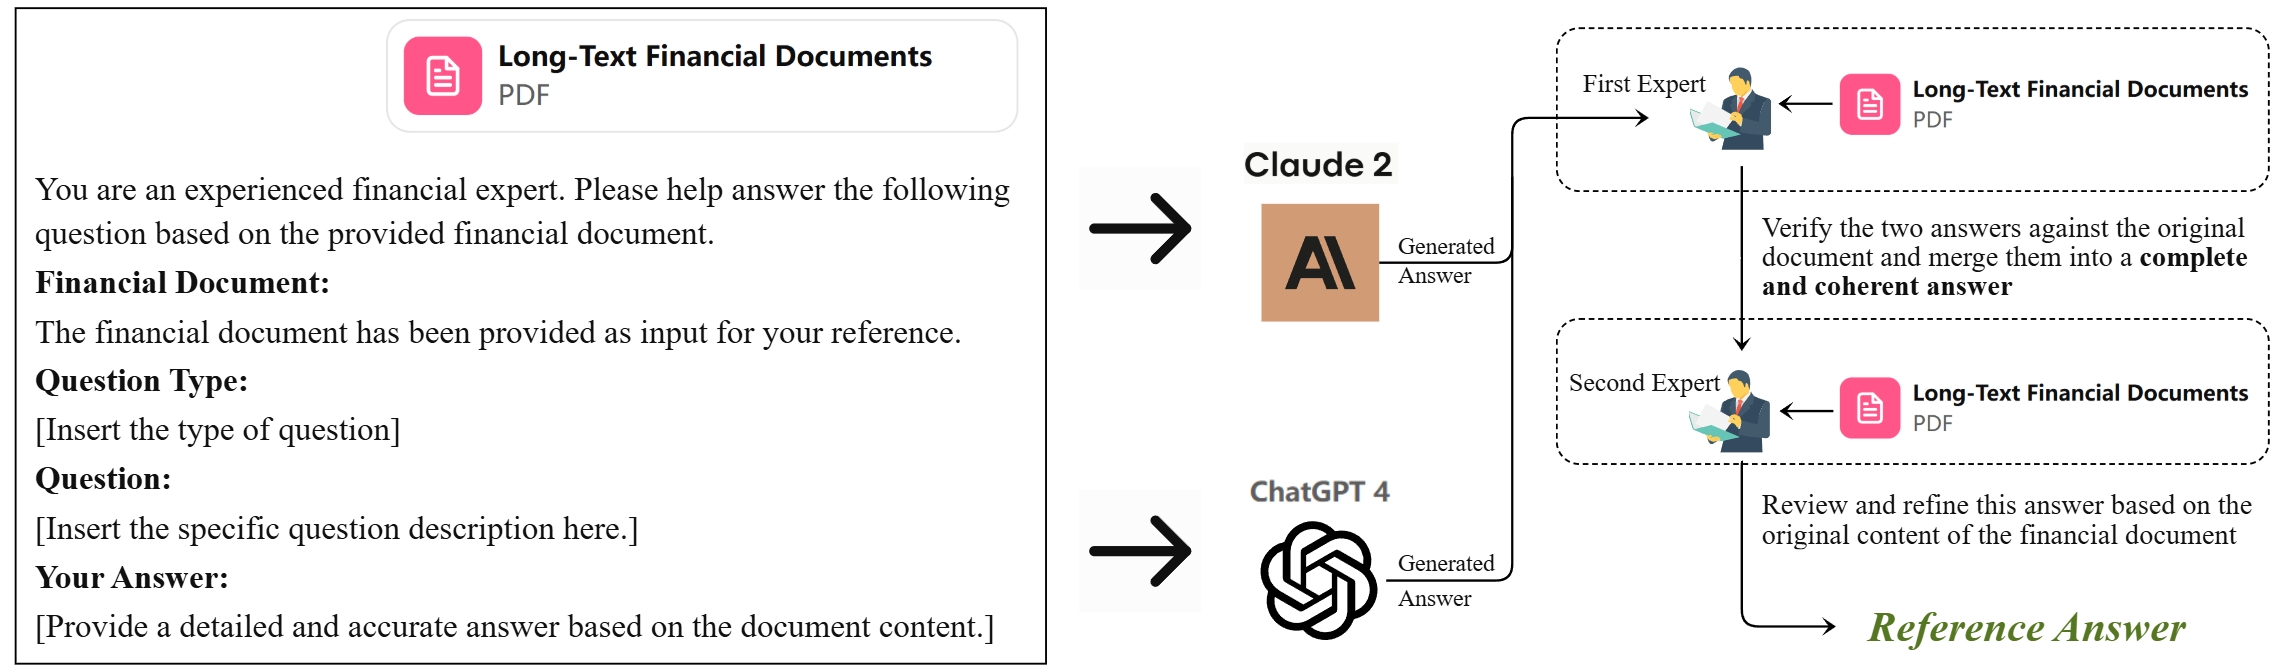 Long-Text Financial Documents
PDF
You are an experienced financial expert. Please help answer the following
question based on the provided financial document.
Financial Document:
The financial document has been provided as input for your reference.
Question Type:
[Insert the type of question]
Question:
[Insert the specific question description here.]
Your Answer:
[Provide a detailed and accurate answer based on the document content.]
Claude 2
Generated
Answer
ChatGPT 4
Generated
Answer
First Expert
Long-Text Financial Documents
PDF
Verify the two answers against the original
document and merge them into a complete
and coherent answer
Second Expert
Long-Text Financial Documents
PDF
Review and refine this answer based on the
original content of the financial document
Reference Answer